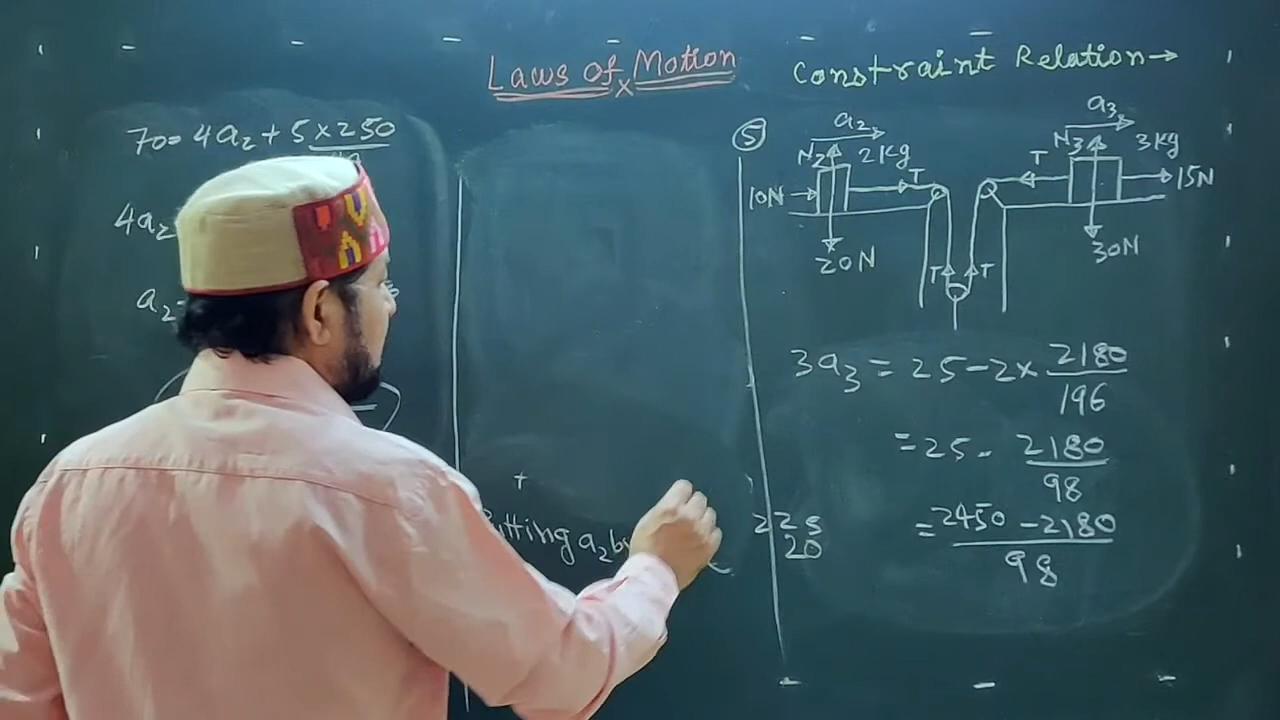 Laws of Motion
x
Constraint Relation→
70 = 4a₂ + 5 × 250
4a₂
a₂ =
Putting a₂
⑤
a₂
N₂
2kg
T
10N
20N
T T
a₃
N₃
3kg
T
15N
30N
3a₃ = 25 - 2 × 2180/196
= 25 - 2180/98
= (2450 - 2180)/98
225
20